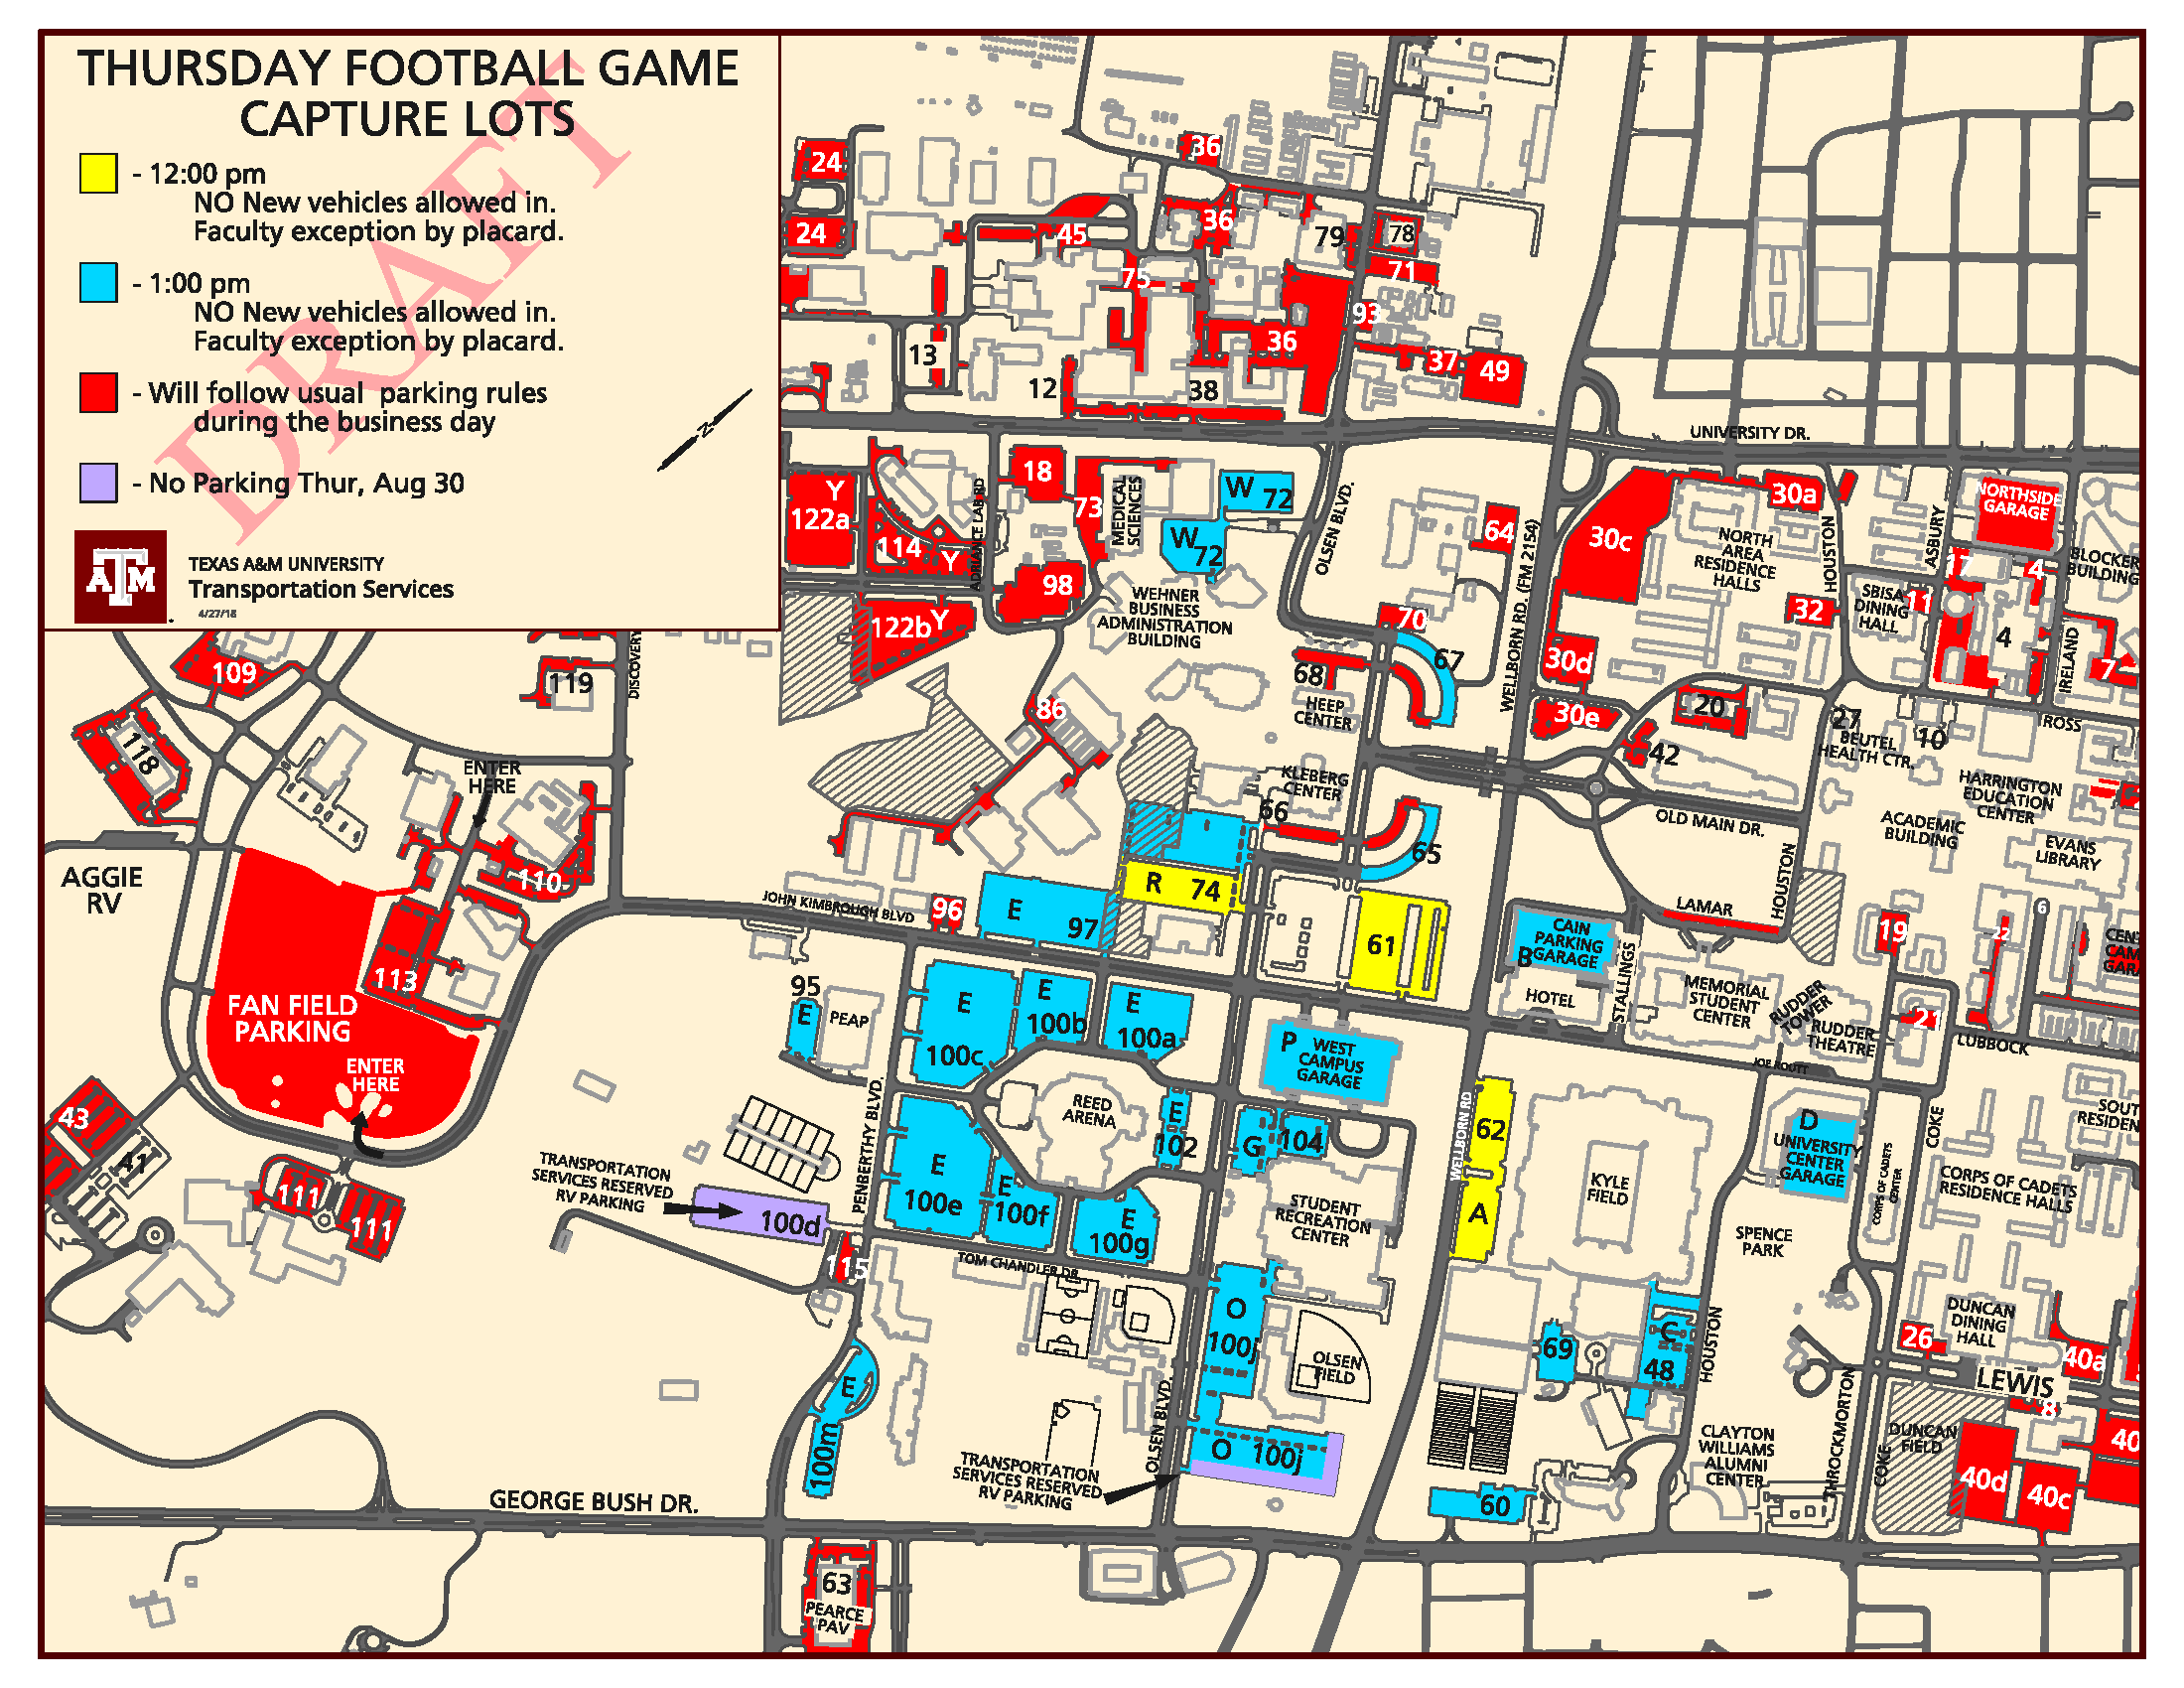 THURSDAY FOOTBALL GAME
CAPTURE LOTS
DRAFT
- 12:00 pm
NO New vehicles allowed in.
Faculty exception by placard.
- 1:00 pm
NO New vehicles allowed in.
Faculty exception by placard.
- Will follow usual parking rules
during the business day
- No Parking Thur, Aug 30
N
ATM
TEXAS A&M UNIVERSITY
Transportation Services
4/27/18
24
24
36
36
45
75
79
78
71
93
36
37
49
13
12
38
UNIVERSITY DR.
Y
122a
114
Y
ADRIANCE LAB RD
18
73
MEDICAL
SCIENCES
W 72
W 72
OLSEN BLVD.
64
WELLBORN RD. (FM 2154)
98
122b Y
WEHNER
BUSINESS
ADMINISTRATION
BUILDING
70
67
68
HEEP
CENTER
86
KLEBERG
CENTER
66
65
30a
30c
NORTH
AREA
RESIDENCE
HALLS
HOUSTON
ASBURY
NORTHSIDE
GARAGE
BLOCKER
BUILDING
17
4
11
SBISA
DINING
HALL
32
4
IRELAND
7
30d
30e
20
42
27
BEUTEL
HEALTH CTR.
10
ROSS
HARRINGTON
EDUCATION
CENTER
ACADEMIC
BUILDING
EVANS
LIBRARY
OLD MAIN DR.
HOUSTON
LAMAR
109
119
DISCOVERY
118
ENTER
HERE
110
AGGIE
RV
113
FAN FIELD
PARKING
ENTER
HERE
43
41
111
111
JOHN KIMBROUGH BLVD
96
E
97
R 74
61
95
E
PEAP
E
100c
E
100b
E
100a
P WEST
CAMPUS
GARAGE
CAIN
PARKING
GARAGE
B
HOTEL
STALLINGS
MEMORIAL
STUDENT
CENTER
RUDDER
TOWER
RUDDER
THEATRE
19
22
6
21
LUBBOCK
JOE ROUTT
PENBERTHY BLVD.
REED
ARENA
E
102
G 104
E
100e
E
100f
E
100g
STUDENT
RECREATION
CENTER
WELLBORN RD
62
A
KYLE
FIELD
D
UNIVERSITY
CENTER
GARAGE
CORPS OF CADETS
CENTER
COKE
CORPS OF CADETS
RESIDENCE HALLS
SPENCE
PARK
TRANSPORTATION
SERVICES RESERVED
RV PARKING
100d
115
TOM CHANDLER DR.
O
100j
OLSEN
FIELD
69
C
48
HOUSTON
DUNCAN
DINING
HALL
26
40a
LEWIS
8
E
100m
OLSEN BLVD.
TRANSPORTATION
SERVICES RESERVED
RV PARKING
O 100j
60
CLAYTON
WILLIAMS
ALUMNI
CENTER
THROCKMORTON
COKE
DUNCAN
FIELD
40d
40c
40
GEORGE BUSH DR.
63
PEARCE
PAV